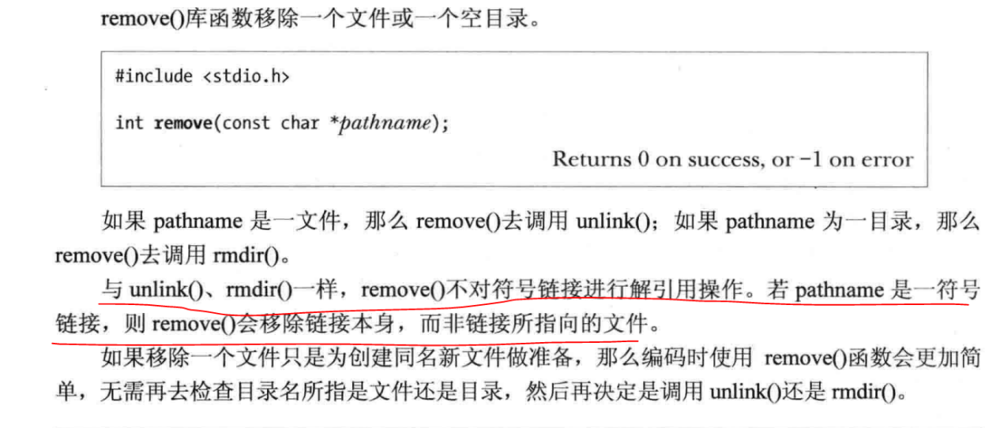 remove()库函数移除一个文件或一个空目录。
#include <stdio.h>
int remove(const char *pathname);
Returns 0 on success, or −1 on error
如果 pathname 是一文件，那么 remove()去调用 unlink()；如果 pathname 为一目录，那么
remove()去调用 rmdir()。
与 unlink()、rmdir()一样，remove()不对符号链接进行解引用操作。若 pathname 是一符号
链接，则 remove()会移除链接本身，而非链接所指向的文件。
如果移除一个文件只是为创建同名新文件做准备，那么编码时使用 remove()函数会更加简
单，无需再去检查目录名所指是文件还是目录，然后再决定是调用 unlink()还是 rmdir()。